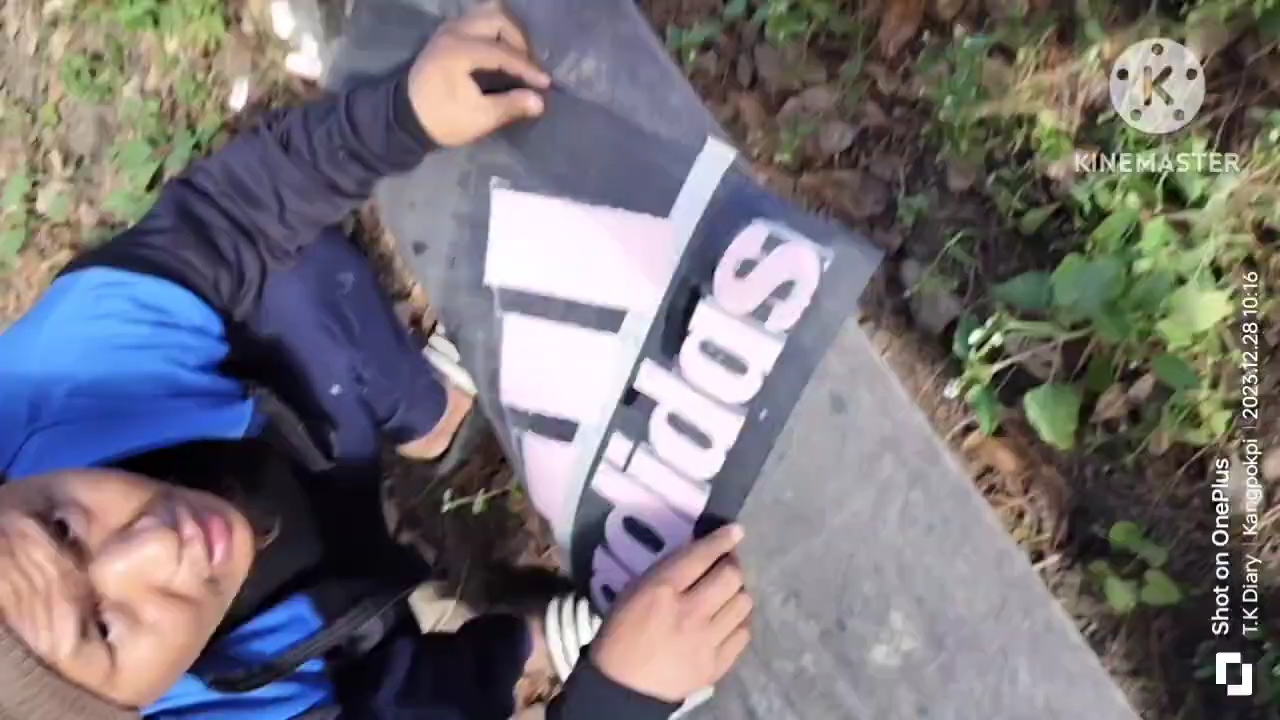 K
KINEMASTER
adidas
Shot on OnePlus
T.K Diary | Kangpokpi | 2023.12.28 10:16